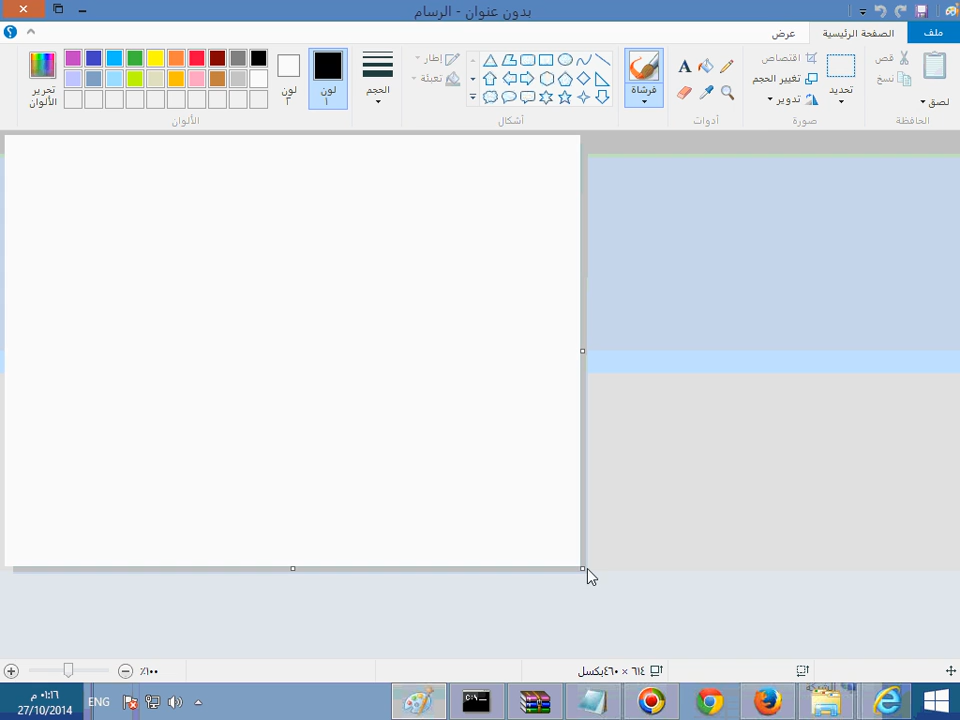 بدون عنوان - الرسام
ملف
الصفحة الرئيسية
عرض
لصق
قص
نسخ
الحافظة
تحديد
اقتصاص
تغيير الحجم
تدوير
صورة
A
أدوات
فرشاة
إطار
تعبئة
أشكال
الحجم
لون
١
لون
٢
تحرير
الألوان
الألوان
٦١٤ × ٤٦٠بكسل
٪١٠٠
الشبكة
C:\
ENG
٠١:١٦ م
27/10/2014